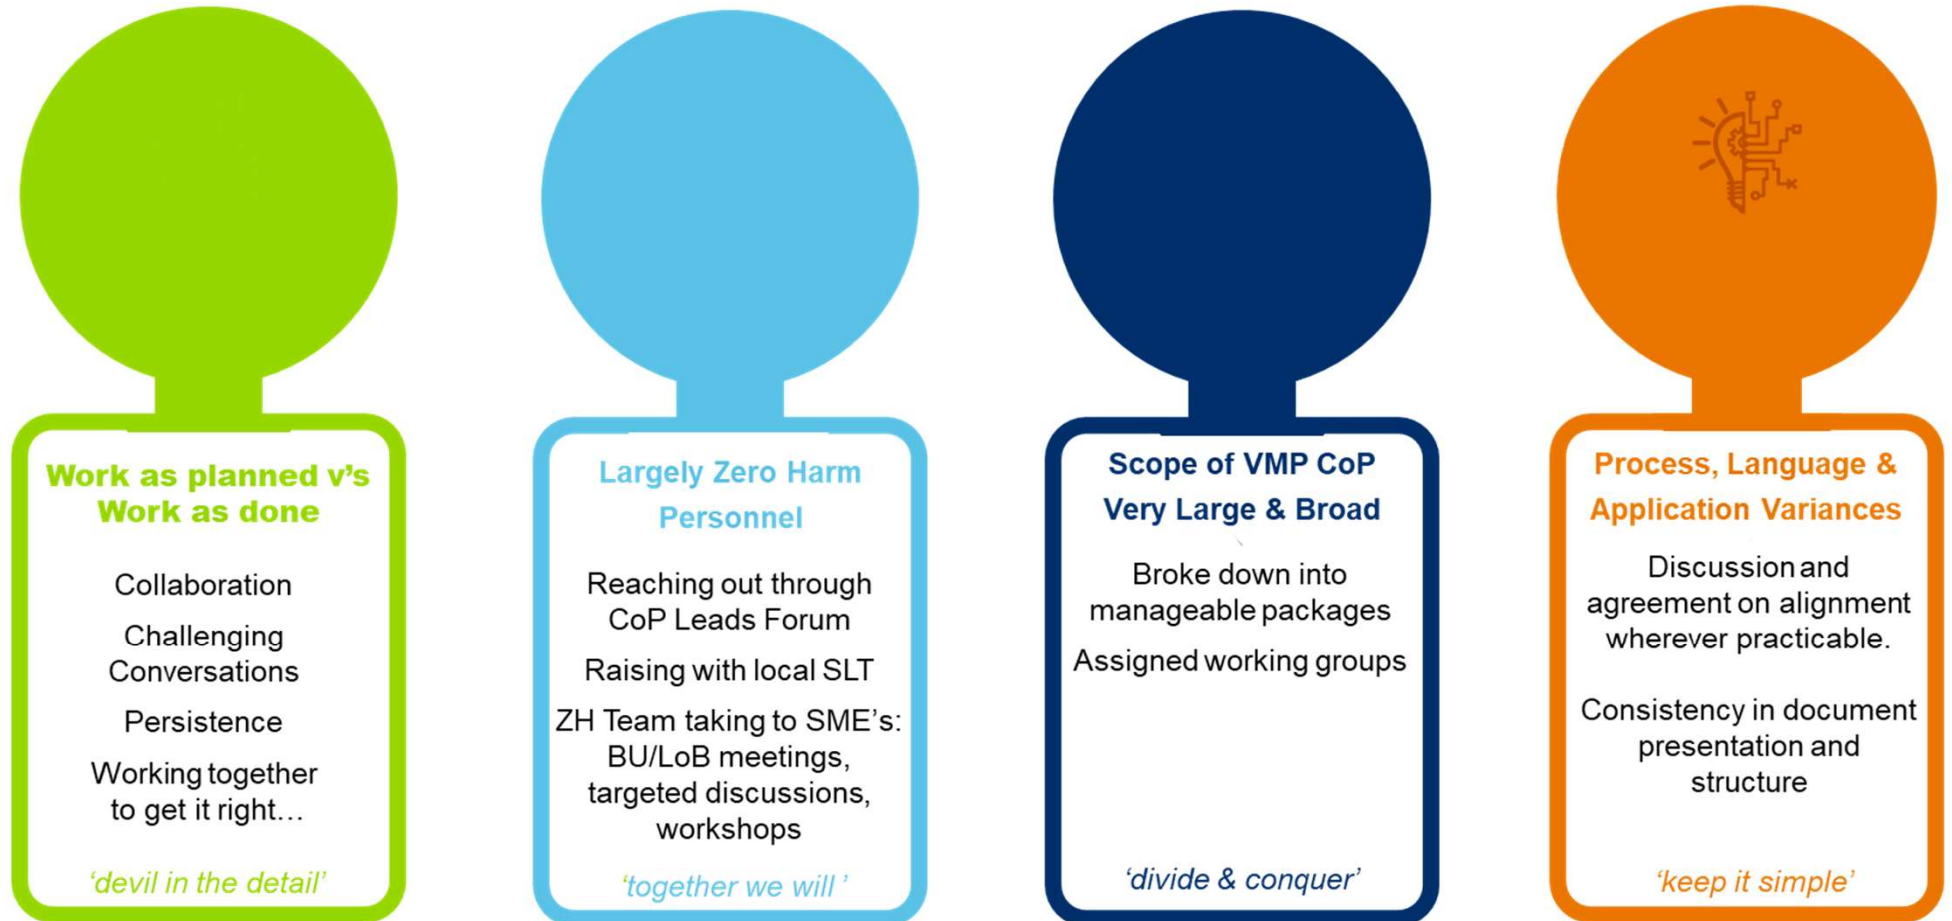 Work as planned v's
Work as done
Collaboration
Challenging
Conversations
Persistence
Working together
to get it right…
‘devil in the detail’
Largely Zero Harm
Personnel
Reaching out through
CoP Leads Forum
Raising with local SLT
ZH Team taking to SME’s:
BU/LoB meetings,
targeted discussions,
workshops
‘together we will ’
Scope of VMP CoP
Very Large & Broad
Broke down into
manageable packages
Assigned working groups
‘divide & conquer’
Process, Language &
Application Variances
Discussion and
agreement on alignment
wherever practicable.
Consistency in document
presentation and
structure
‘keep it simple’